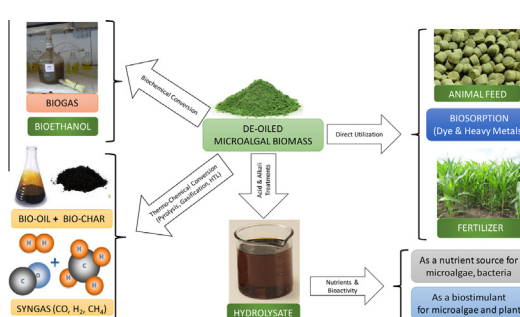 BIOGAS
BIOETHANOL
Biochemical Conversion
DE-OILED
MICROALGAL BIOMASS
Direct Utilization
ANIMAL FEED
BIOSORPTION
(Dye & Heavy Metals
FERTILIZER
Thermo-Chemical Conversion
(Pyrolysis, Gasification, HTL)
Acid & Alkali
Treatments
BIO-OIL + BIO-CHAR
H H
+
C O
H
H
C
H
H
SYNGAS (CO, H₂, CH₄)
HYDROLYSATE
Nutrients &
Bioactivity
As a nutrient source for
microalgae, bacteria
As a biostimulant
for microalgae and plant